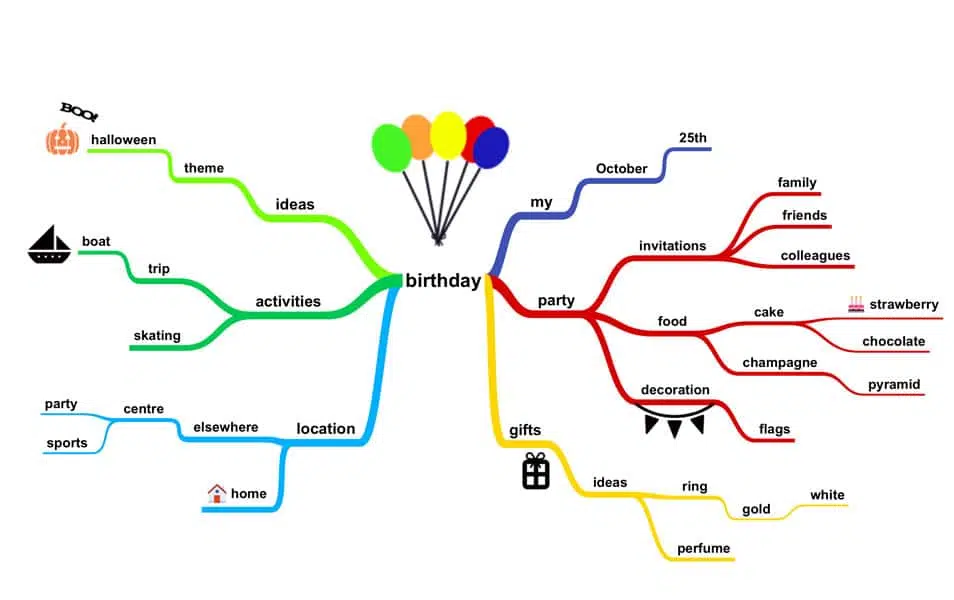 BOO!
halloween
theme
ideas
boat
trip
activities
skating
party
centre
elsewhere
location
sports
home
birthday
my
October
25th
party
invitations
family
friends
colleagues
food
cake
strawberry
chocolate
champagne
pyramid
decoration
flags
gifts
ideas
ring
gold
white
perfume